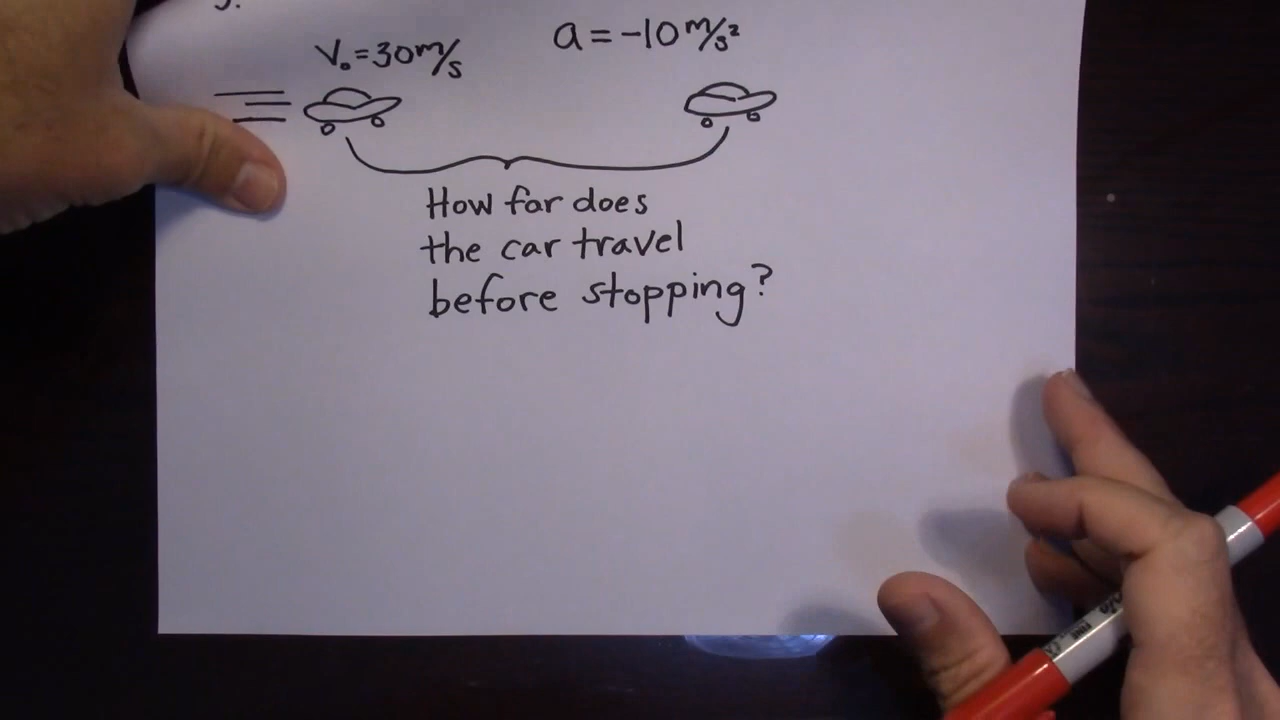 V₀=30m/s
a=-10m/s²
How far does
the car travel
before stopping?